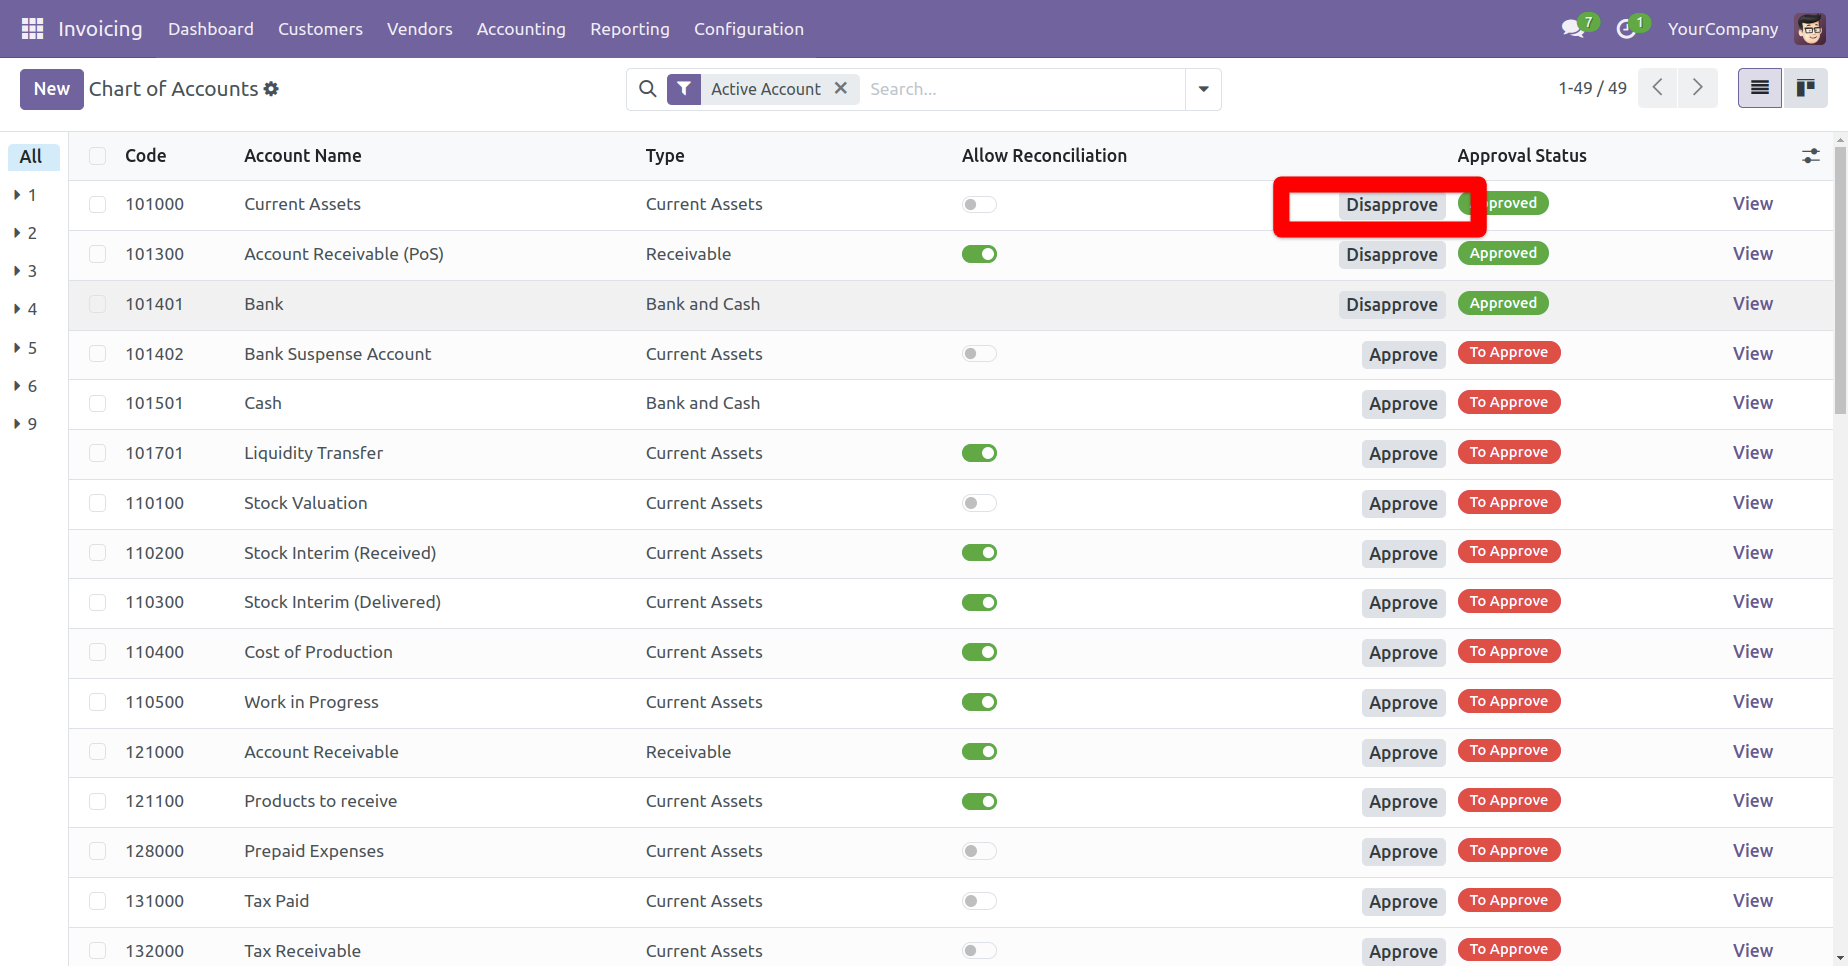 Invoicing Dashboard Customers Vendors Accounting Reporting Configuration 7 1 YourCompany
New Chart of Accounts Active Account Search... 1-49 / 49
All Code Account Name Type Allow Reconciliation Approval Status
1
2
3
4
5
6
9
101000 Current Assets Current Assets Disapprove proved View
101300 Account Receivable (PoS) Receivable Disapprove Approved View
101401 Bank Bank and Cash Disapprove Approved View
101402 Bank Suspense Account Current Assets Approve To Approve View
101501 Cash Bank and Cash Approve To Approve View
101701 Liquidity Transfer Current Assets Approve To Approve View
110100 Stock Valuation Current Assets Approve To Approve View
110200 Stock Interim (Received) Current Assets Approve To Approve View
110300 Stock Interim (Delivered) Current Assets Approve To Approve View
110400 Cost of Production Current Assets Approve To Approve View
110500 Work in Progress Current Assets Approve To Approve View
121000 Account Receivable Receivable Approve To Approve View
121100 Products to receive Current Assets Approve To Approve View
128000 Prepaid Expenses Current Assets Approve To Approve View
131000 Tax Paid Current Assets Approve To Approve View
132000 Tax Receivable Current Assets Approve To Approve View